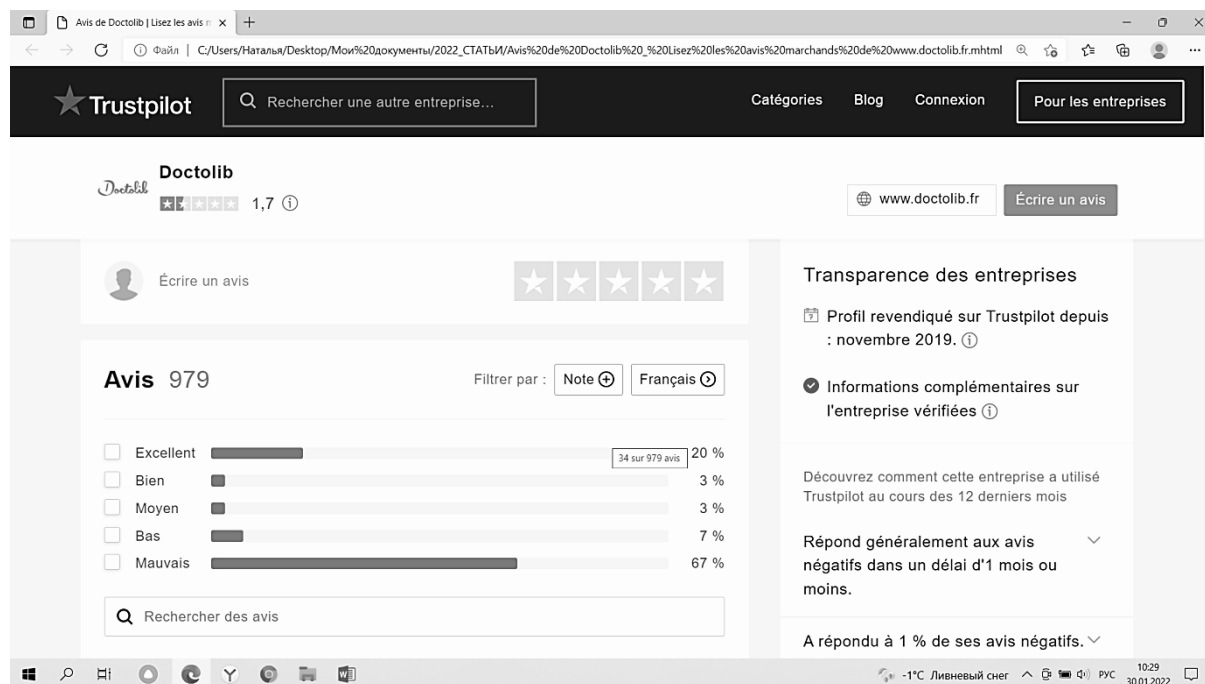 Avis de Doctolib | Lisez les avis m
Файл | C:/Users/Наталья/Desktop/Мои%20документы/2022_СТАТЬИ/Avis%20de%20Doctolib%20_%20Lisez%20les%20avis%20marchands%20de%20www.doctolib.fr.mhtml
Trustpilot
Rechercher une autre entreprise...
Catégories
Blog
Connexion
Pour les entreprises
Doctolib
Doctolib
1,7
www.doctolib.fr
Écrire un avis
Écrire un avis
Avis 979
Filtrer par :
Note
Français
Excellent
34 sur 979 avis
20 %
Bien
3 %
Moyen
3 %
Bas
7 %
Mauvais
67 %
Rechercher des avis
Transparence des entreprises
Profil revendiqué sur Trustpilot depuis
: novembre 2019.
Informations complémentaires sur
l'entreprise vérifiées
Découvrez comment cette entreprise a utilisé
Trustpilot au cours des 12 derniers mois
Répond généralement aux avis
négatifs dans un délai d'1 mois ou
moins.
A répondu à 1 % de ses avis négatifs.
-1°C Ливневый снег
РУС
10:29
30.01.2022